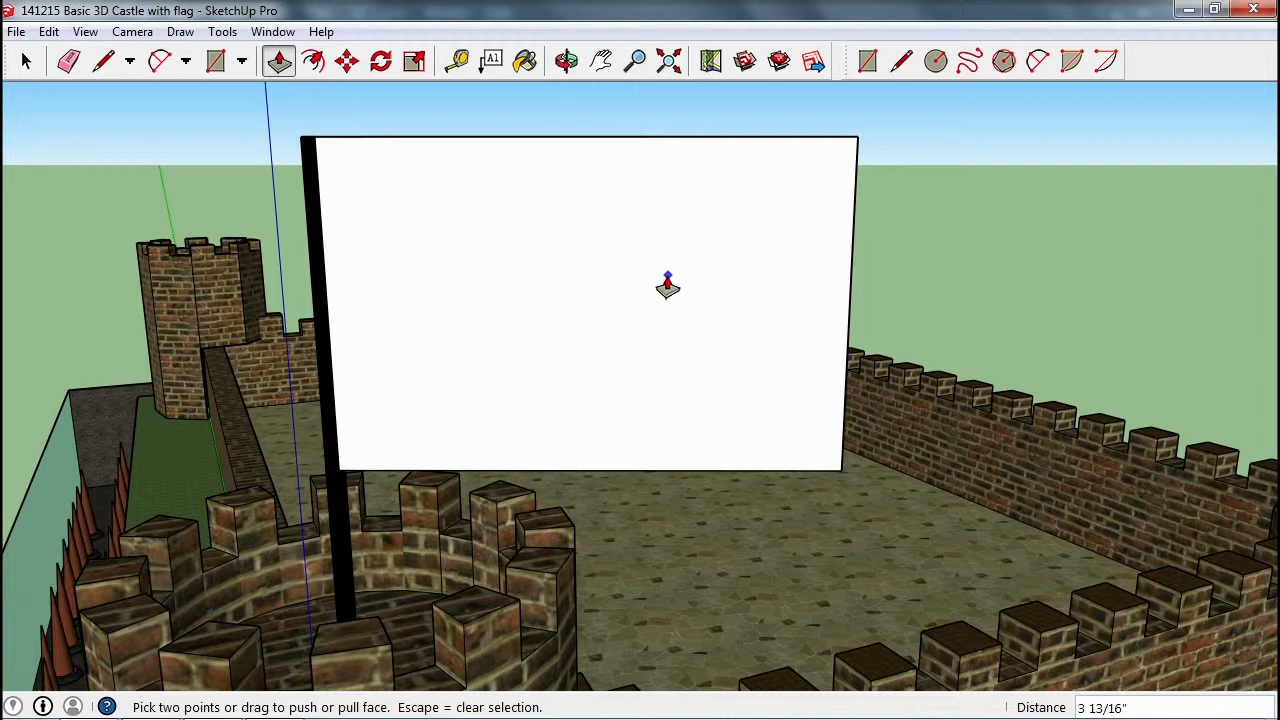 141215 Basic 3D Castle with flag - SketchUp Pro
File Edit View Camera Draw Tools Window Help
A1
Pick two points or drag to push or pull face. Escape = clear selection.
Distance 3 13/16"